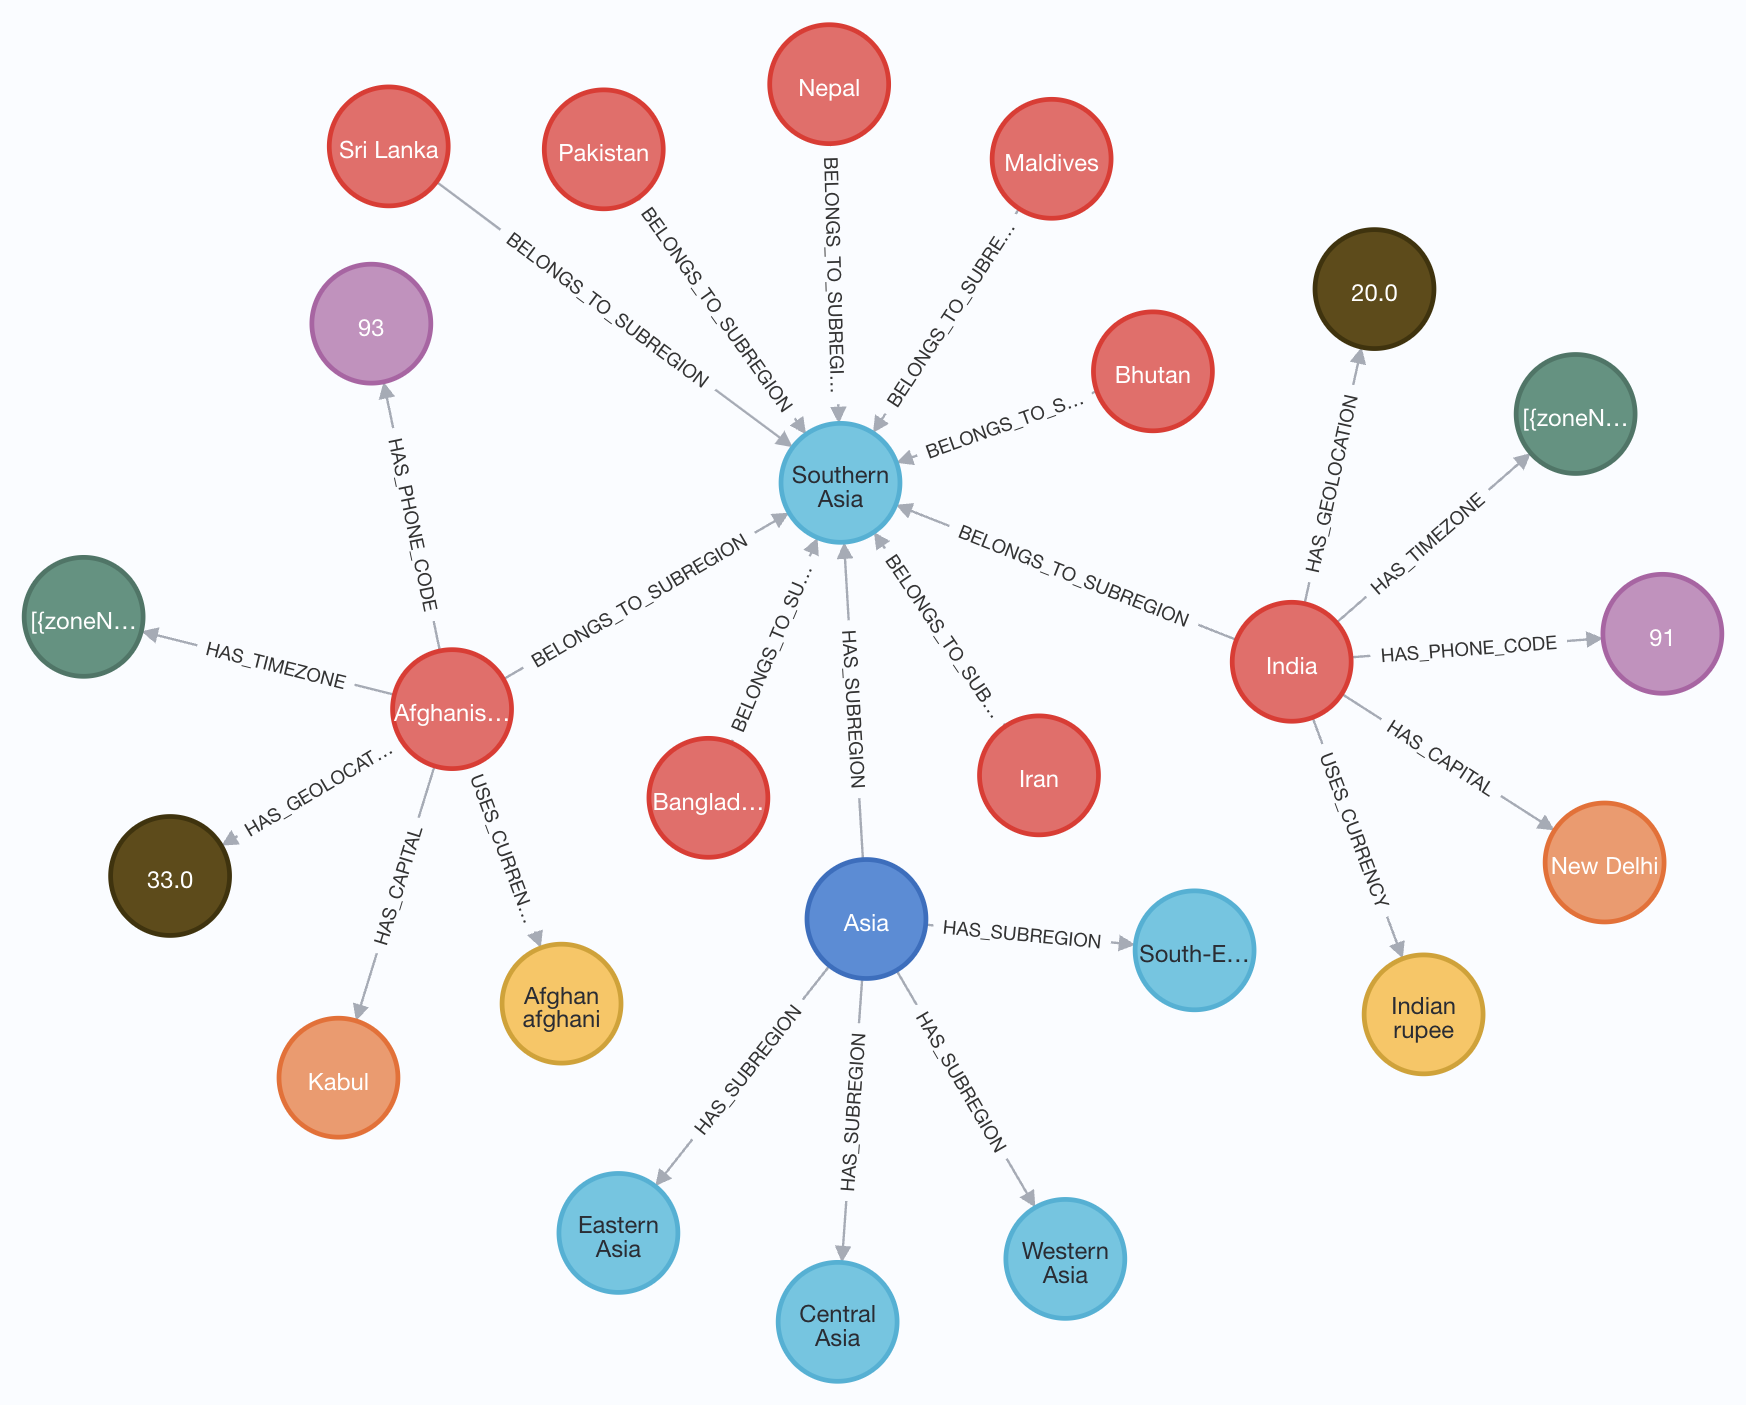 Nepal
Sri Lanka
Pakistan
Maldives
BELONGS_TO_SUBREGION
BELONGS_TO_SUBREGION
BELONGS_TO_SUBREGI…
BELONGS_TO_SUBRE…
20.0
93
Bhutan
BELONGS_TO_S…
[{zoneN…
Southern
Asia
HAS_PHONE_CODE
HAS_GEOLOCATION
HAS_TIMEZONE
BELONGS_TO_SUBREGION
BELONGS_TO_SUBREGION
[{zoneN…
HAS_TIMEZONE
BELONGS_TO_SU…
HAS_SUBREGION
BELONGS_TO_SUB…
India
HAS_PHONE_CODE
91
Afghanis…
HAS_GEOLOCAT…
Banglad…
Iran
HAS_CAPITAL
33.0
HAS_CAPITAL
USES_CURREN…
USES_CURRENCY
New Delhi
Asia
HAS_SUBREGION
South-E…
Afghan
afghani
Indian
rupee
Kabul
HAS_SUBREGION
HAS_SUBREGION
HAS_SUBREGION
Eastern
Asia
Western
Asia
Central
Asia